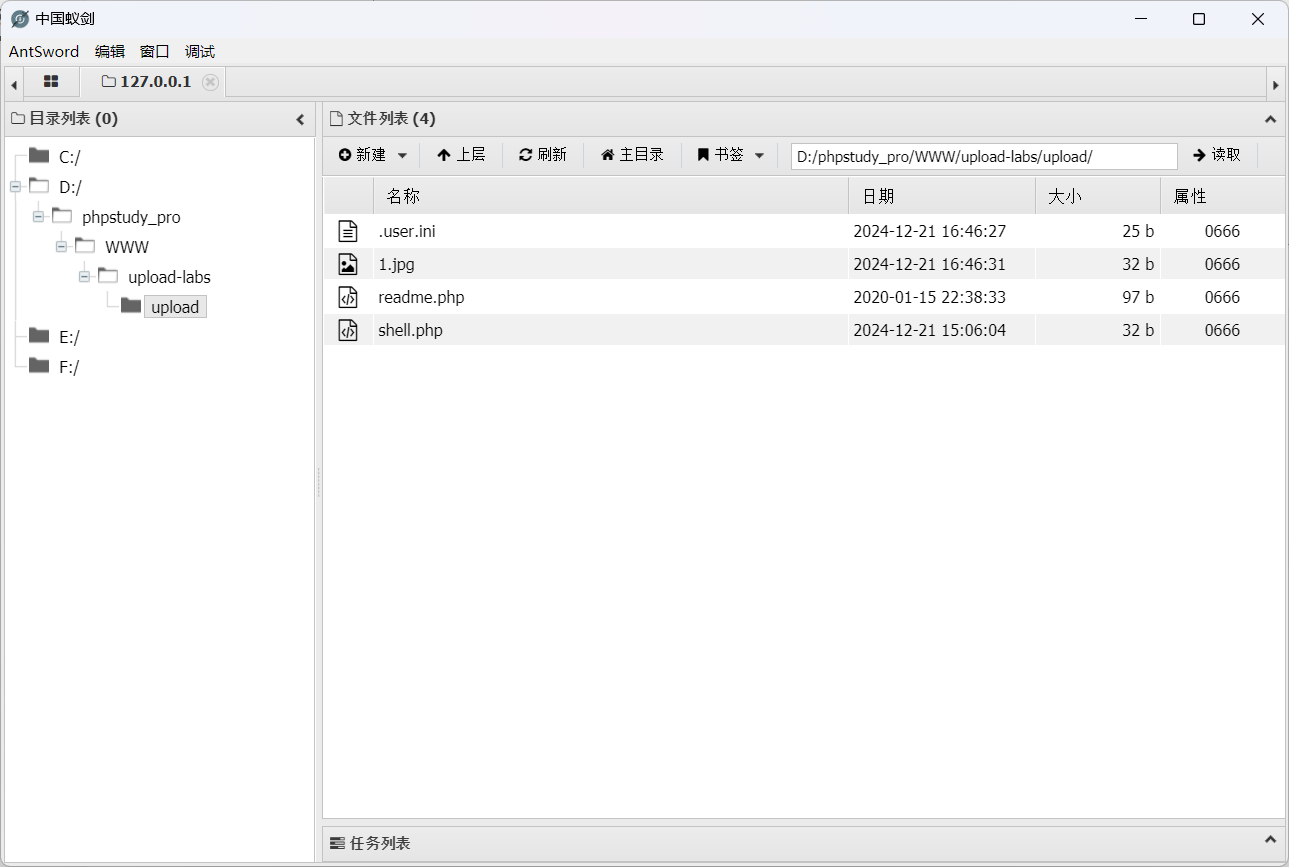 中国蚁剑
AntSword 编辑 窗口 调试
127.0.0.1
目录列表 (0)
C:/
D:/
phpstudy_pro
WWW
upload-labs
upload
E:/
F:/
文件列表 (4)
新建 上层 刷新 主目录 书签 D:/phpstudy_pro/WWW/upload-labs/upload/ 读取
名称 日期 大小 属性
.user.ini 2024-12-21 16:46:27 25 b 0666
1.jpg 2024-12-21 16:46:31 32 b 0666
readme.php 2020-01-15 22:38:33 97 b 0666
shell.php 2024-12-21 15:06:04 32 b 0666
任务列表